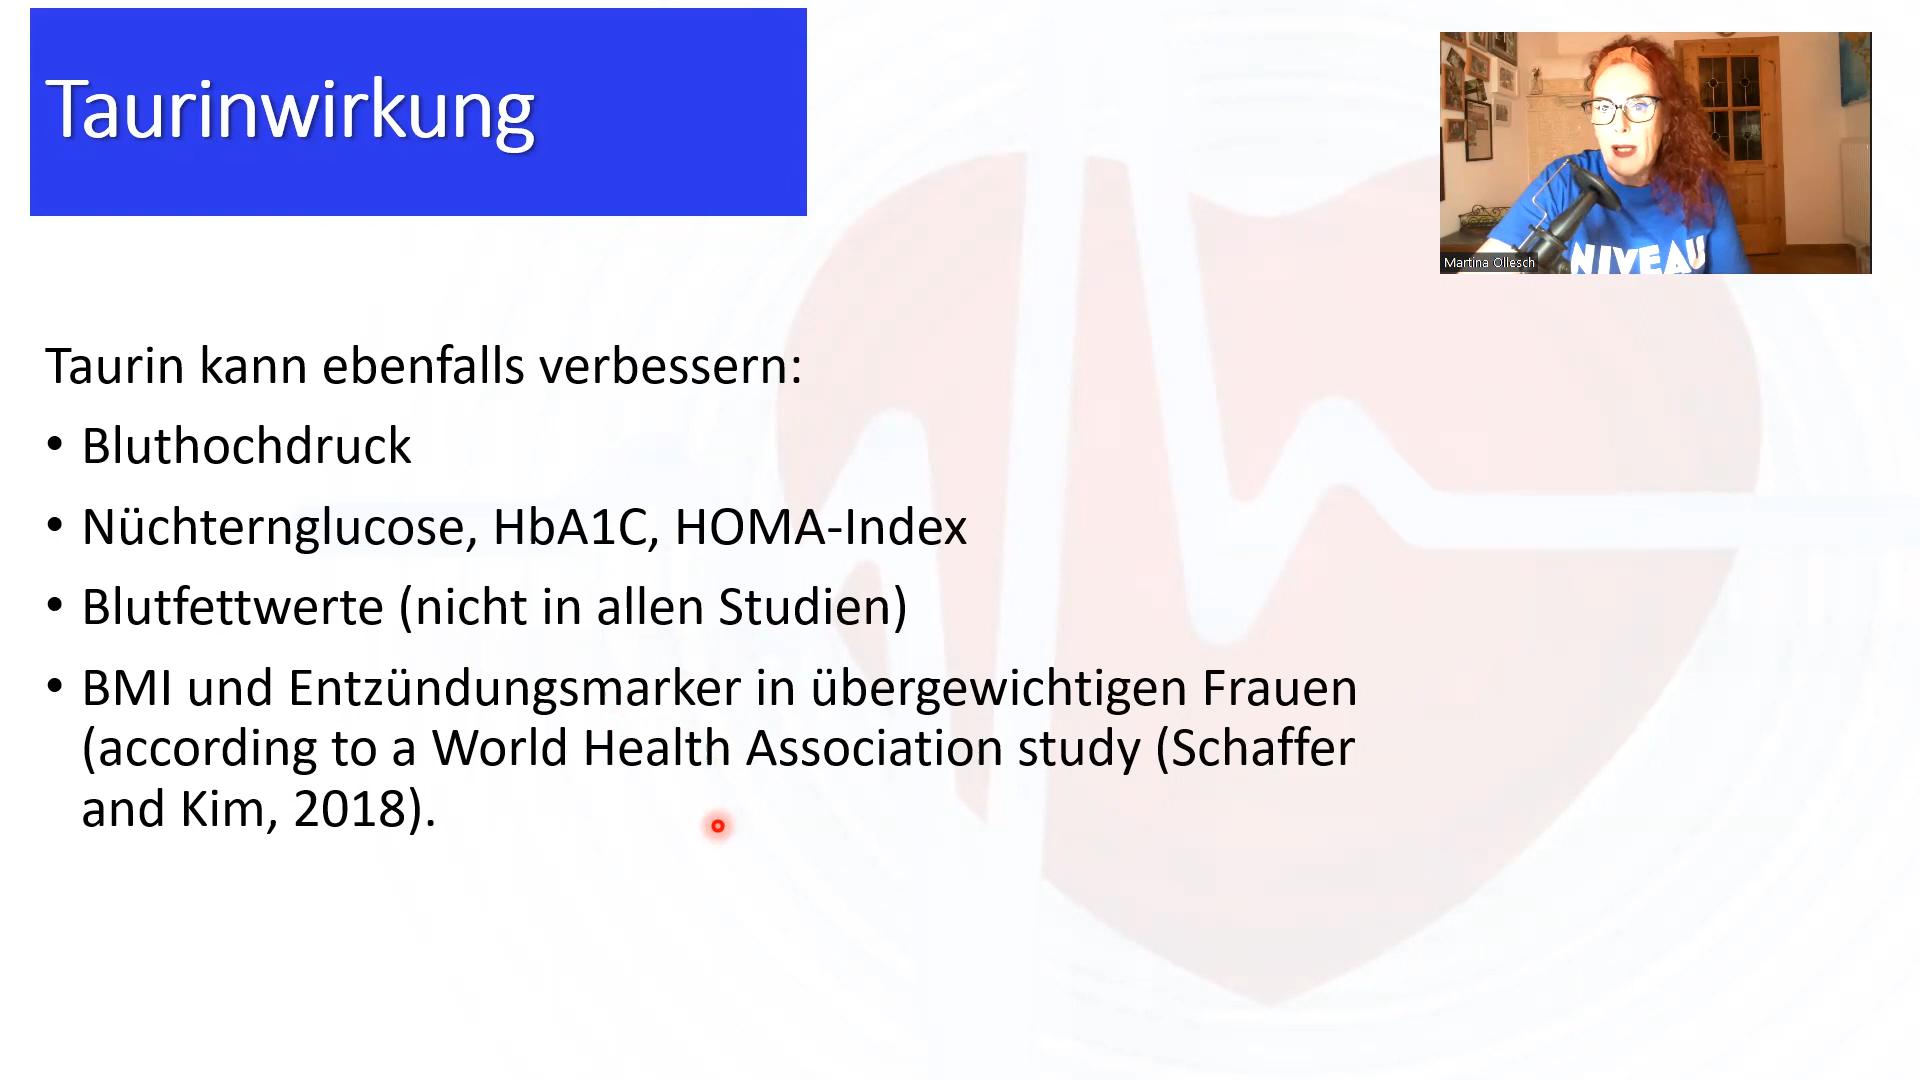 Taurinwirkung
Martina Ollesch
NIVEAU
Taurin kann ebenfalls verbessern:
• Bluthochdruck
• Nüchternglucose, HbA1C, HOMA-Index
• Blutfettwerte (nicht in allen Studien)
• BMI und Entzündungsmarker in übergewichtigen Frauen
(according to a World Health Association study (Schaffer
and Kim, 2018).